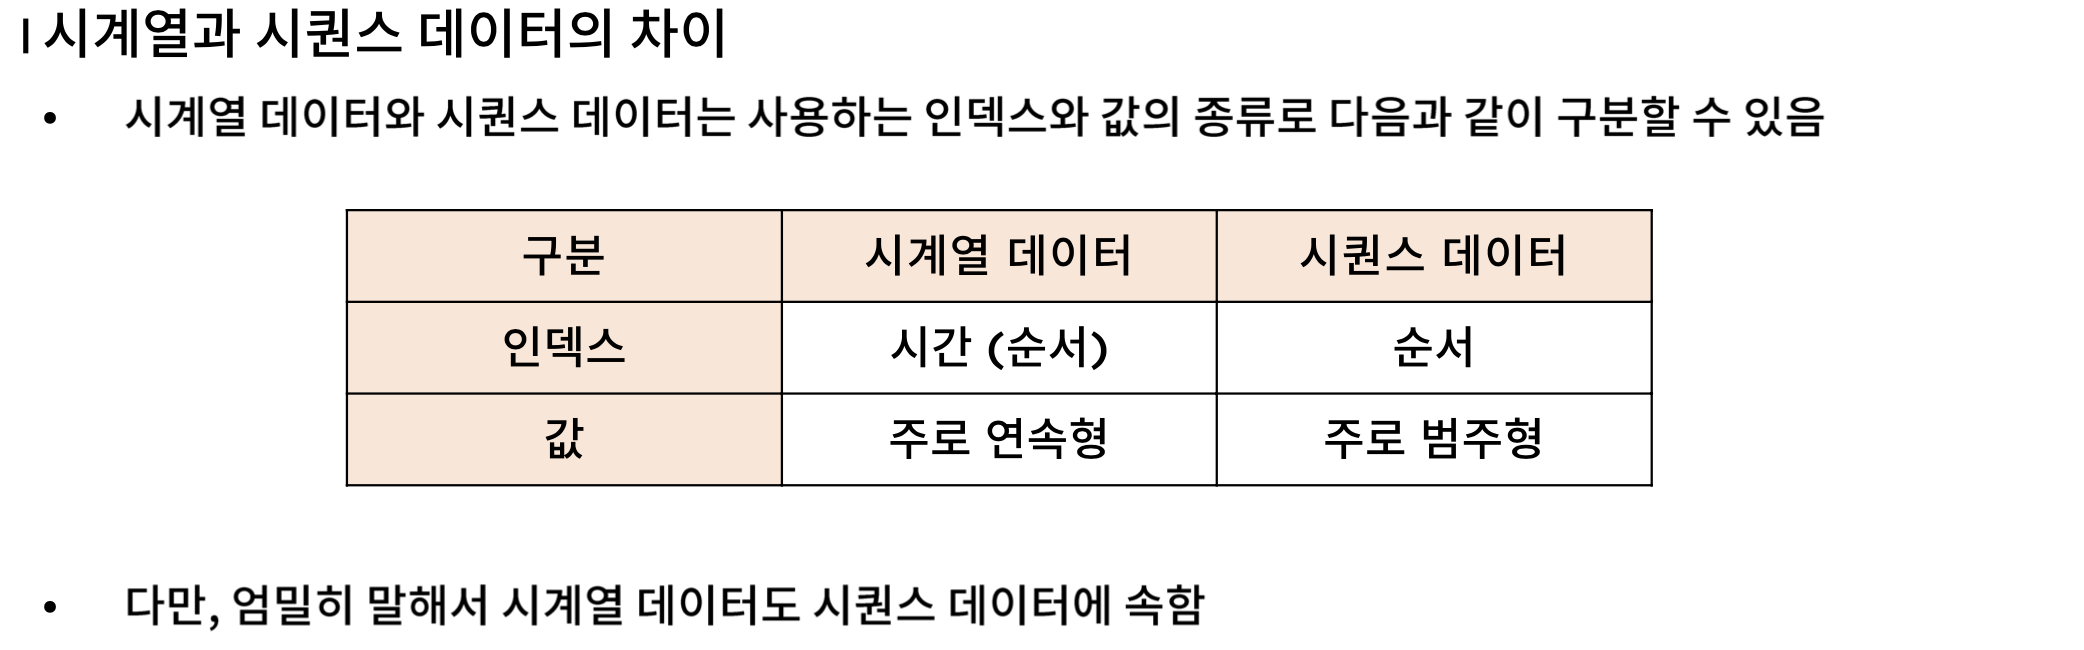 | 시계열과 시퀀스 데이터의 차이
• 시계열 데이터와 시퀀스 데이터는 사용하는 인덱스와 값의 종류로 다음과 같이 구분할 수 있음
구분 시계열 데이터 시퀀스 데이터
인덱스 시간 (순서) 순서
값 주로 연속형 주로 범주형
• 다만, 엄밀히 말해서 시계열 데이터도 시퀀스 데이터에 속함